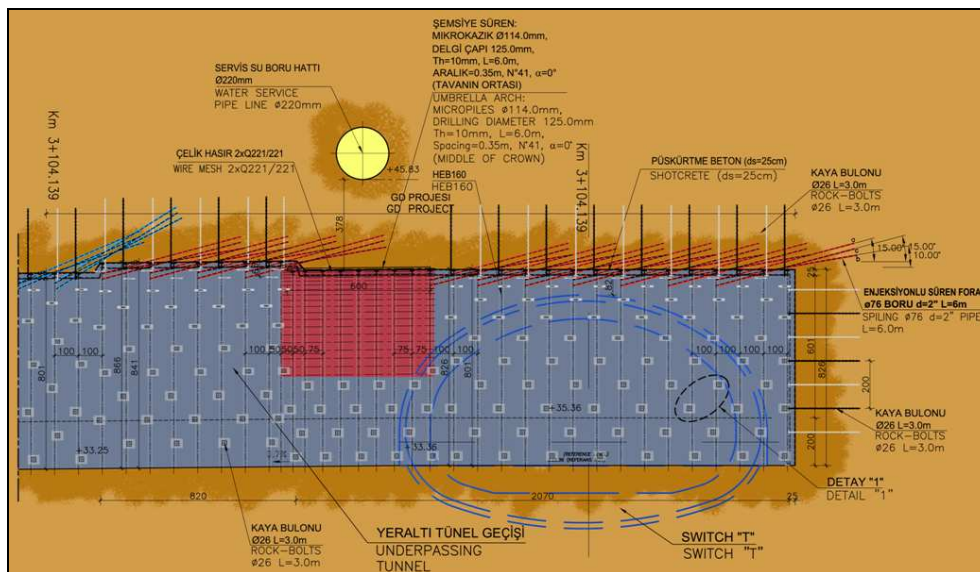 ŞEMSİYE SÜREN:
MIKROKAZIK Ø114.0mm,
DELGİ ÇAPI 125.0mm,
Th=10mm, L=6.0m,
ARALIK=0.35m, N°41, α=0°
(TAVANIN ORTASI)
UMBRELLA ARCH:
MICROPILES ø114.0mm,
DRILLING DIAMETER 125.0mm
Th=10mm, L=6.0m,
Spacing=0.35m, N°41, α=0°
(MIDDLE OF CROWN)
SERVİS SU BORU HATTI
Ø220mm
WATER SERVICE
PIPE LINE ø220mm
Km 3+104.139
ÇELİK HASIR 2xQ221/221
WIRE MESH 2xQ221/221
+45.83
378
HEB160
HEB160
GD PROJESI
GD PROJECT
Km 3+104.139
PÜSKÜRTME BETON (ds=25cm)
SHOTCRETE (ds=25cm)
KAYA BULONU
Ø26 L=3.0m
ROCK-BOLTS
ø26 L=3.0m
15.00° 15.00°
10.00°
ENJEKSİYONLU SÜREN FORA
ø76 BORU d=2" L=6m
SPILING ø76 d=2" PIPE
L=6.0m
600
82
25
100 100
801
866
841
100 50 50 50 75
75 75 100 100
826
801
100 100 100 100
601
826
200
200
+35.36
+33.25
+33.36
KAYA BULONU
Ø26 L=3.0m
ROCK-BOLTS
ø26 L=3.0m
820
2070
25
DETAY "1"
DETAIL "1"
KAYA BULONU
Ø26 L=3.0m
ROCK-BOLTS
ø26 L=3.0m
YERALTI TÜNEL GEÇİŞİ
UNDERPASSING
TUNNEL
SWITCH "T"
SWITCH "T"